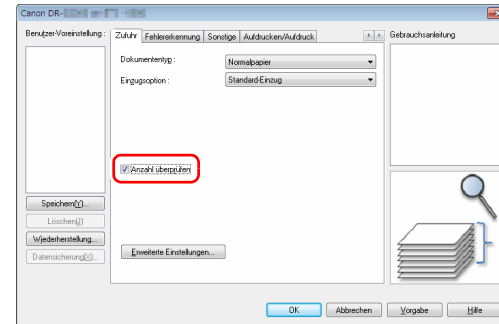 Canon DR-
Benutzer-Voreinstellung :
Zufuhr Fehlererkennung Sonstige Aufdrucken/Aufdruck
Gebrauchsanleitung
Dokumententyp :
Normalpapier
Einzugsoption :
Standard-Einzug
Anzahl überprüfen
Speichern(Y)...
Löschen(J)
Wiederherstellung...
Datensicherung(X)...
Erweiterte Einstellungen...
OK Abbrechen Vorgabe Hilfe